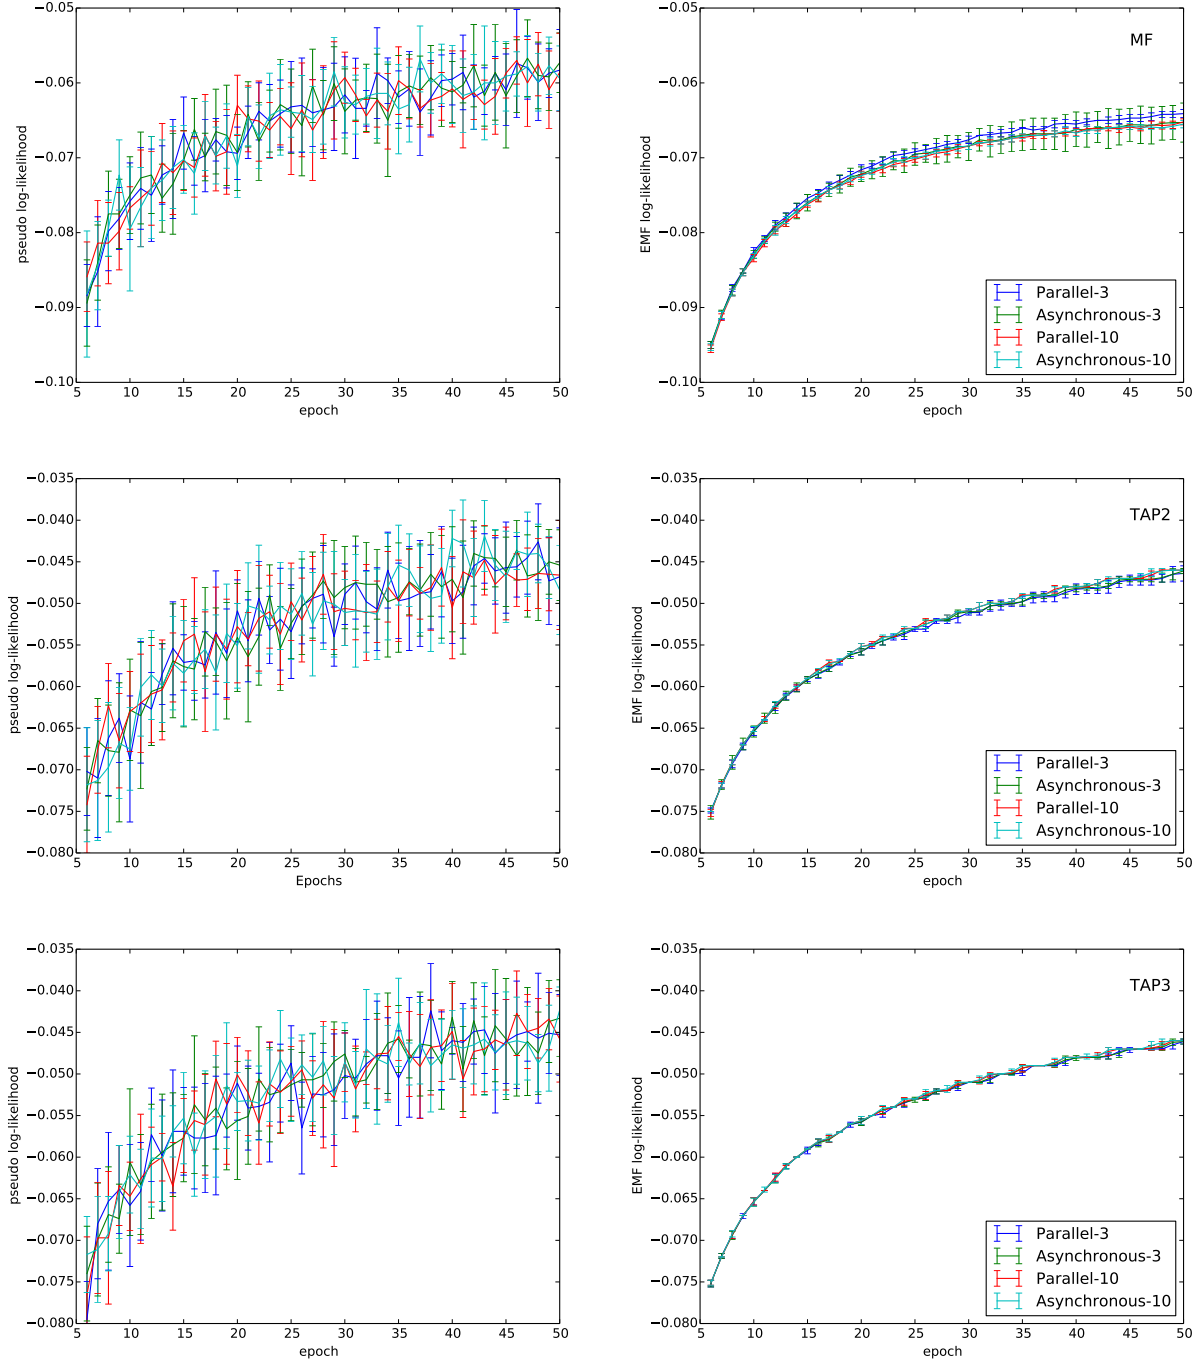 −0.05
−0.06
−0.07
−0.08
−0.09
−0.10
pseudo log-likelihood
5 10 15 20 25 30 35 40 45 50
epoch
MF
−0.05
−0.06
−0.07
−0.08
−0.09
−0.10
EMF log-likelihood
Parallel-3
Asynchronous-3
Parallel-10
Asynchronous-10
5 10 15 20 25 30 35 40 45 50
epoch
−0.035
−0.040
−0.045
−0.050
−0.055
−0.060
−0.065
−0.070
−0.075
−0.080
pseudo log-likelihood
5 10 15 20 25 30 35 40 45 50
Epochs
TAP2
−0.035
−0.040
−0.045
−0.050
−0.055
−0.060
−0.065
−0.070
−0.075
−0.080
EMF log-likelihood
Parallel-3
Asynchronous-3
Parallel-10
Asynchronous-10
5 10 15 20 25 30 35 40 45 50
epoch
−0.035
−0.040
−0.045
−0.050
−0.055
−0.060
−0.065
−0.070
−0.075
−0.080
pseudo log-likelihood
5 10 15 20 25 30 35 40 45 50
epoch
TAP3
−0.035
−0.040
−0.045
−0.050
−0.055
−0.060
−0.065
−0.070
−0.075
−0.080
EMF log-likelihood
Parallel-3
Asynchronous-3
Parallel-10
Asynchronous-10
5 10 15 20 25 30 35 40 45 50
epoch